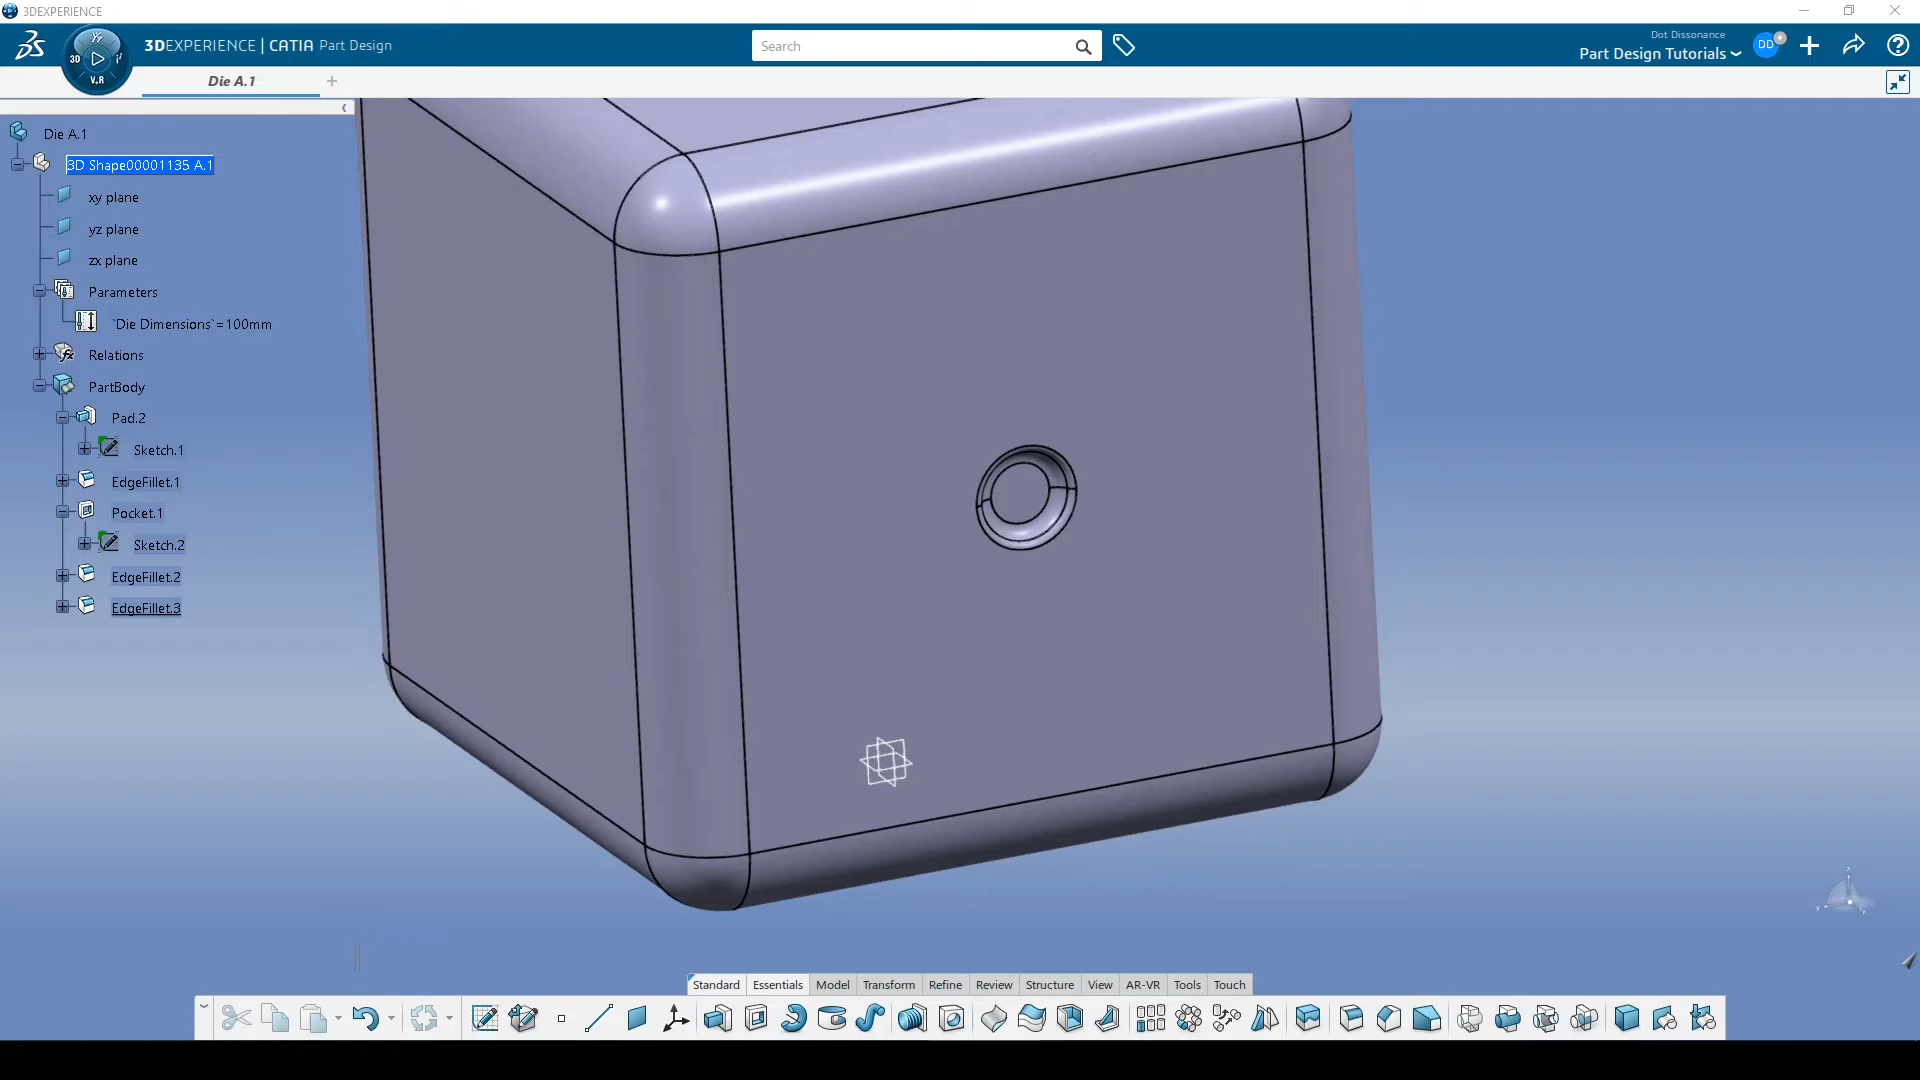 3DEXPERIENCE
3DEXPERIENCE | CATIA Part Design
3D
V.R
Search
Dot Dissonance
Part Design Tutorials
DD
Die A.1
Die A.1
3D Shape00001135 A.1
xy plane
yz plane
zx plane
Parameters
`Die Dimensions`=100mm
Relations
PartBody
Pad.2
Sketch.1
EdgeFillet.1
Pocket.1
Sketch.2
EdgeFillet.2
EdgeFillet.3
Standard Essentials Model Transform Refine Review Structure View AR-VR Tools Touch